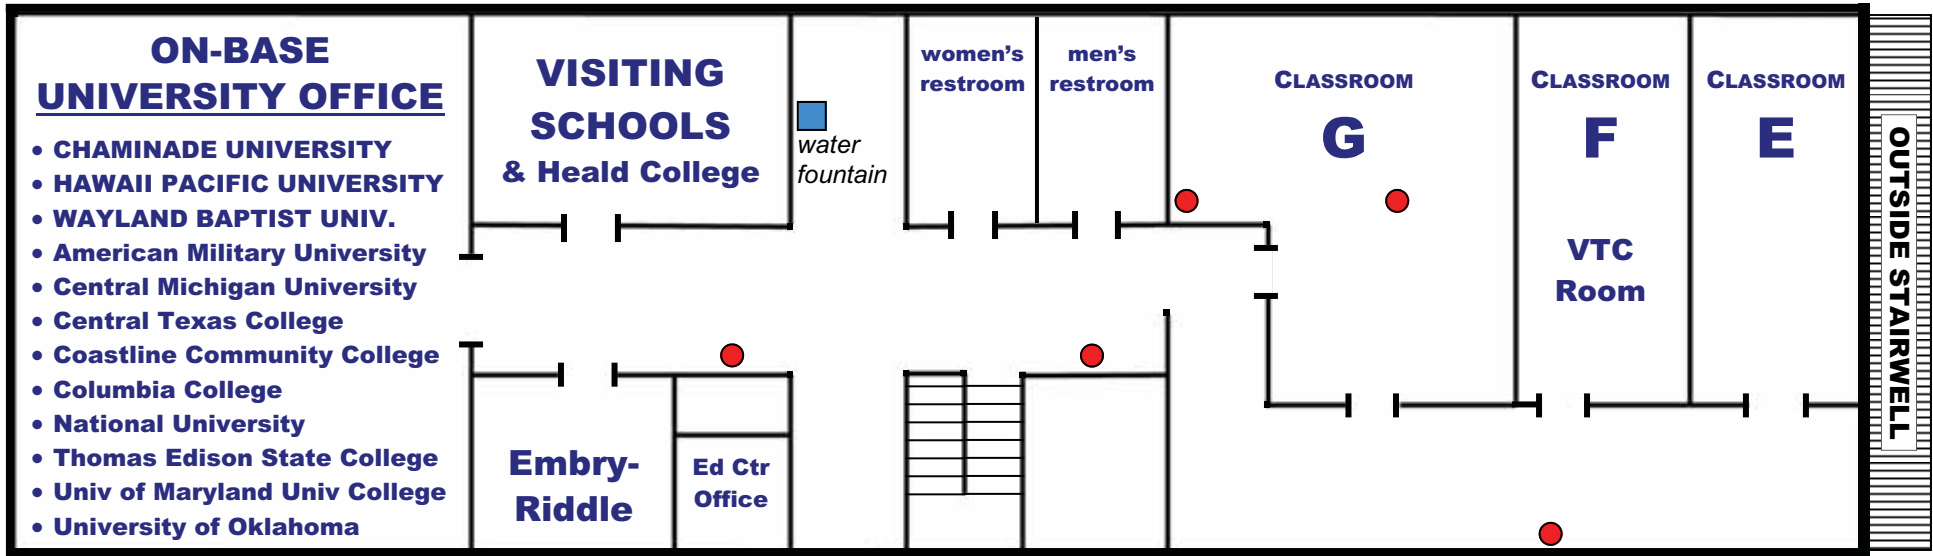 ON-BASE
UNIVERSITY OFFICE
• CHAMINADE UNIVERSITY
• HAWAII PACIFIC UNIVERSITY
• WAYLAND BAPTIST UNIV.
• American Military University
• Central Michigan University
• Central Texas College
• Coastline Community College
• Columbia College
• National University
• Thomas Edison State College
• Univ of Maryland Univ College
• University of Oklahoma
VISITING
SCHOOLS
& Heald College
water
fountain
women's
restroom
men's
restroom
CLASSROOM
G
CLASSROOM
F
VTC
Room
CLASSROOM
E
OUTSIDE STAIRWELL
Embry-
Riddle
Ed Ctr
Office